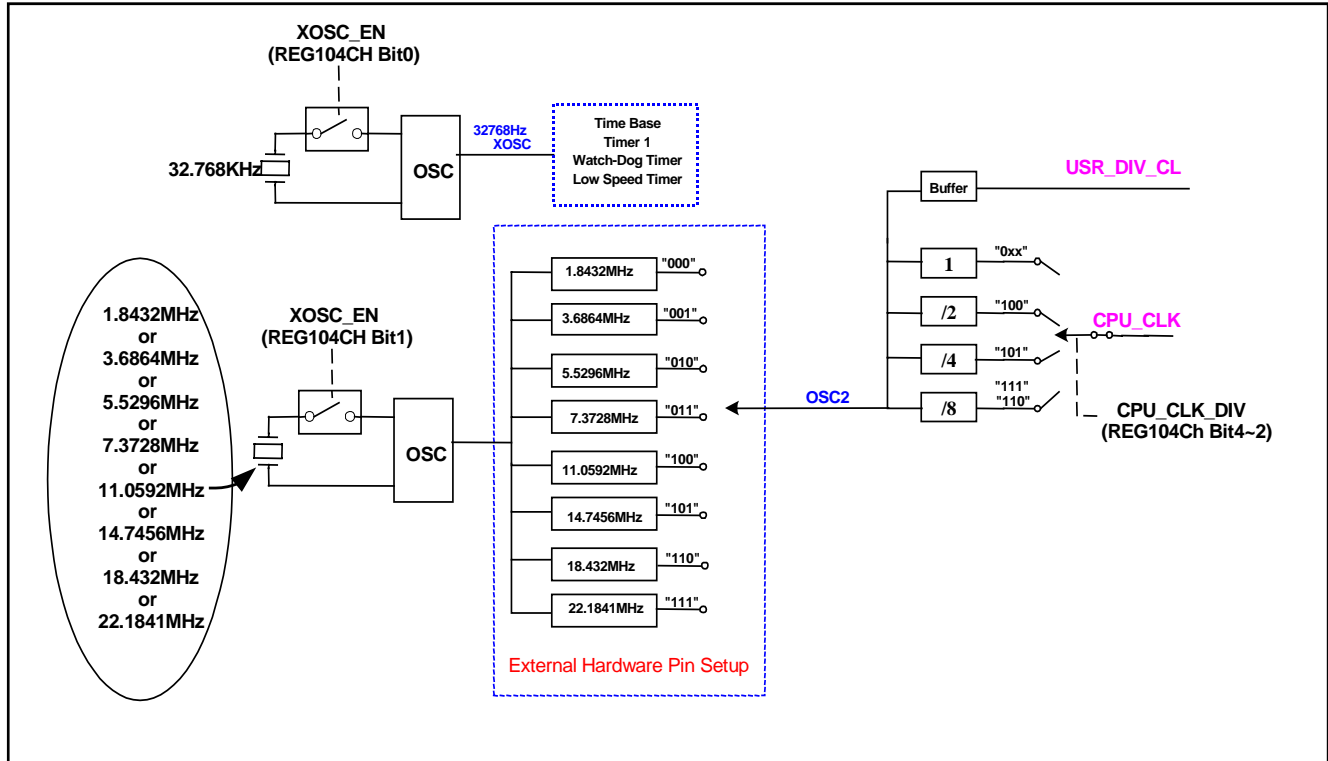 XOSC_EN
(REG104CH Bit0)
32.768KHz
OSC
32768Hz
XOSC
Time Base
Timer 1
Watch-Dog Timer
Low Speed Timer
1.8432MHz
or
3.6864MHz
or
5.5296MHz
or
7.3728MHz
or
11.0592MHz
or
14.7456MHz
or
18.432MHz
or
22.1841MHz
XOSC_EN
(REG104CH Bit1)
OSC
1.8432MHz "000"
3.6864MHz "001"
5.5296MHz "010"
7.3728MHz "011"
11.0592MHz "100"
14.7456MHz "101"
18.432MHz "110"
22.1841MHz "111"
External Hardware Pin Setup
OSC2
Buffer
USR_DIV_CL
1 "0xx"
/2 "100"
/4 "101"
/8 "111"
"110"
CPU_CLK
CPU_CLK_DIV
(REG104Ch Bit4~2)